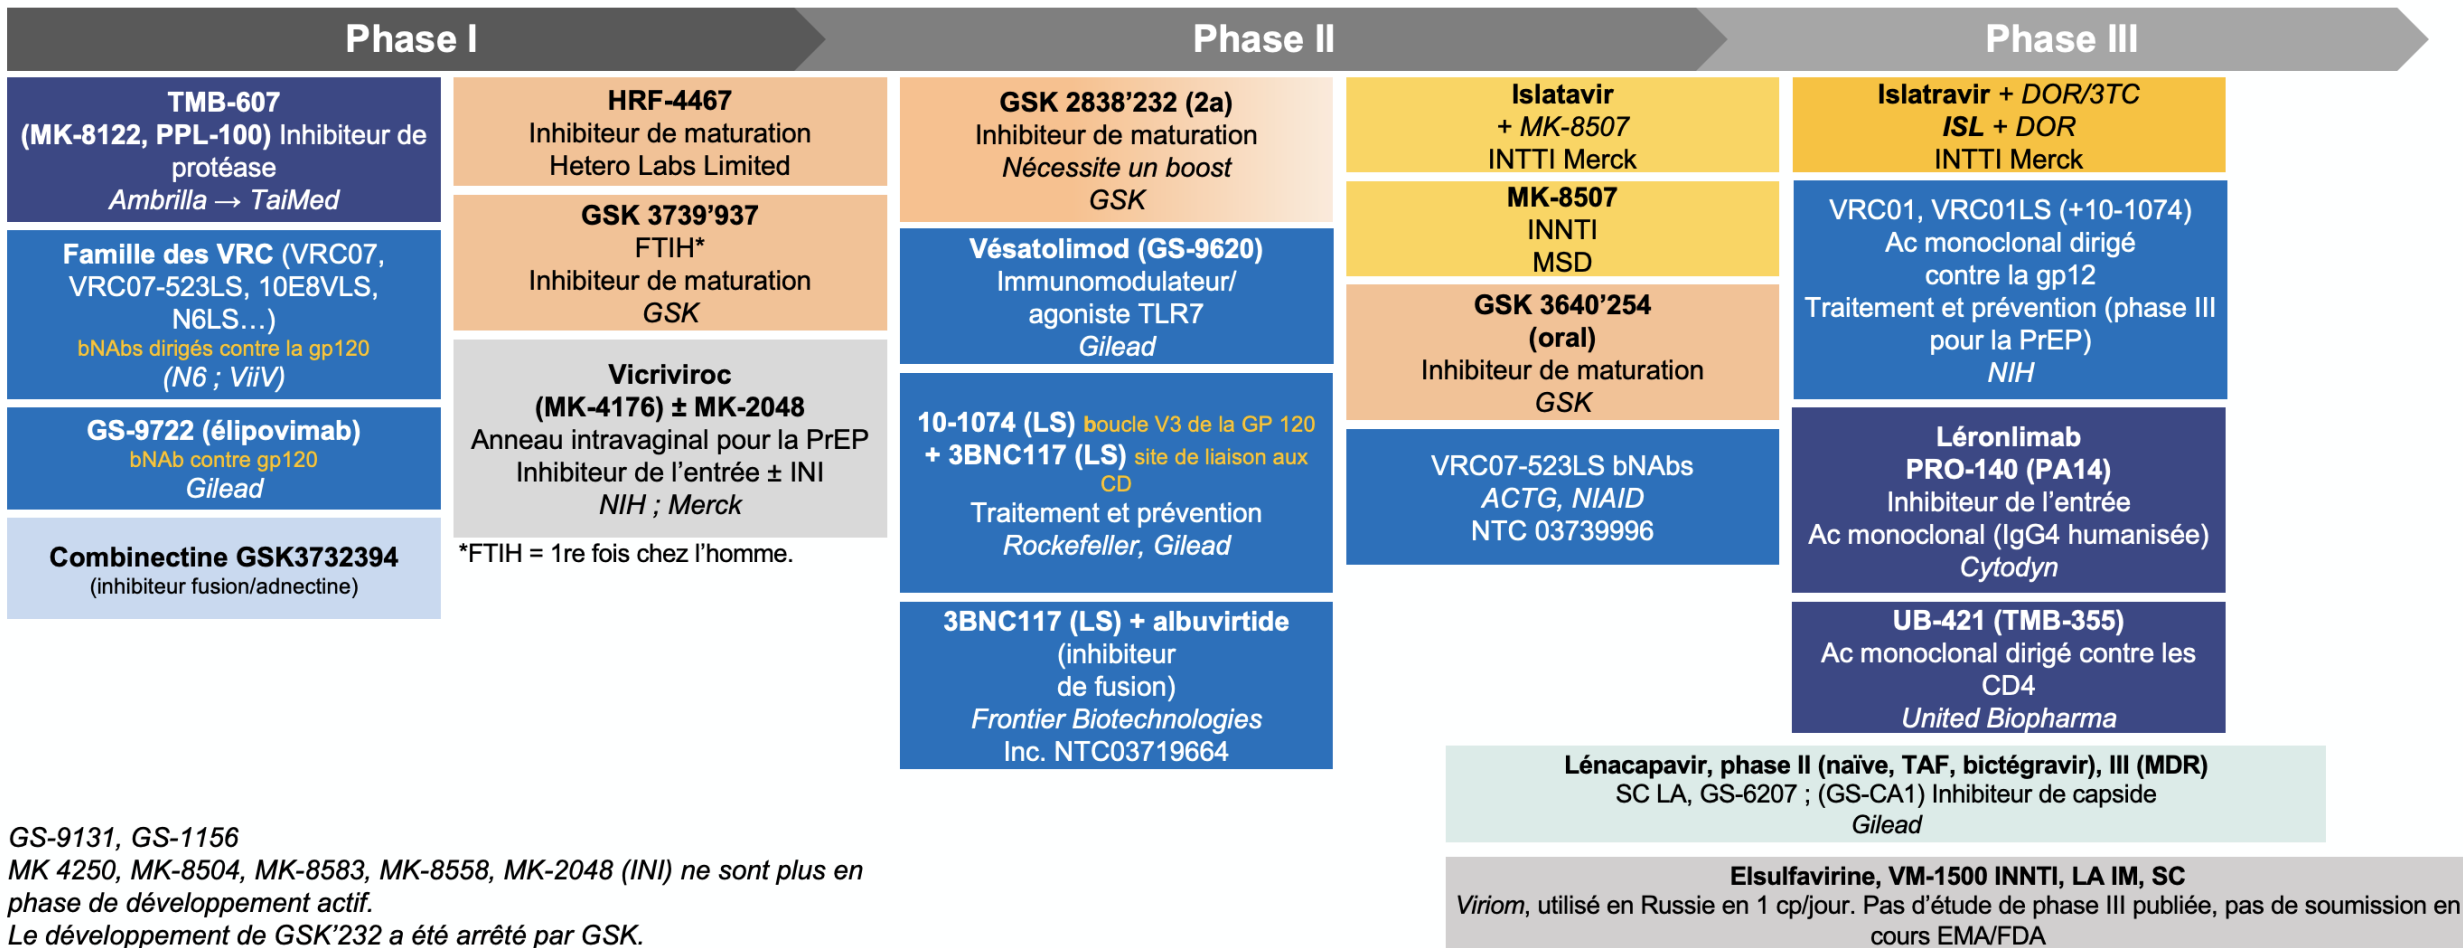 Phase I
Phase II
Phase III
TMB-607
(MK-8122, PPL-100) Inhibiteur de
protéase
Ambrilla → TaiMed
Famille des VRC (VRC07,
VRC07-523LS, 10E8VLS,
N6LS…)
bNAbs dirigés contre la gp120
(N6 ; ViiV)
GS-9722 (élipovimab)
bNAb contre gp120
Gilead
Combinectine GSK3732394
(inhibiteur fusion/adnectine)
HRF-4467
Inhibiteur de maturation
Hetero Labs Limited
GSK 3739’937
FTIH*
Inhibiteur de maturation
GSK
Vicriviroc
(MK-4176) ± MK-2048
Anneau intravaginal pour la PrEP
Inhibiteur de l’entrée ± INI
NIH ; Merck
*FTIH = 1re fois chez l’homme.
GSK 2838’232 (2a)
Inhibiteur de maturation
Nécessite un boost
GSK
Vésatolimod (GS-9620)
Immunomodulateur/
agoniste TLR7
Gilead
10-1074 (LS) boucle V3 de la GP 120
+ 3BNC117 (LS) site de liaison aux
CD
Traitement et prévention
Rockefeller, Gilead
3BNC117 (LS) + albuvirtide
(inhibiteur
de fusion)
Frontier Biotechnologies
Inc. NTC03719664
Islatavir
+ MK-8507
INTTI Merck
MK-8507
INNTI
MSD
GSK 3640’254
(oral)
Inhibiteur de maturation
GSK
VRC07-523LS bNAbs
ACTG, NIAID
NTC 03739996
Islatravir + DOR/3TC
ISL + DOR
INTTI Merck
VRC01, VRC01LS (+10-1074)
Ac monoclonal dirigé
contre la gp12
Traitement et prévention (phase III
pour la PrEP)
NIH
Léronlimab
PRO-140 (PA14)
Inhibiteur de l’entrée
Ac monoclonal (IgG4 humanisée)
Cytodyn
UB-421 (TMB-355)
Ac monoclonal dirigé contre les
CD4
United Biopharma
Lénacapavir, phase II (naïve, TAF, bictégravir), III (MDR)
SC LA, GS-6207 ; (GS-CA1) Inhibiteur de capside
Gilead
Elsulfavirine, VM-1500 INNTI, LA IM, SC
Viriom, utilisé en Russie en 1 cp/jour. Pas d’étude de phase III publiée, pas de soumission en
cours EMA/FDA
GS-9131, GS-1156
MK 4250, MK-8504, MK-8583, MK-8558, MK-2048 (INI) ne sont plus en
phase de développement actif.
Le développement de GSK’232 a été arrêté par GSK.